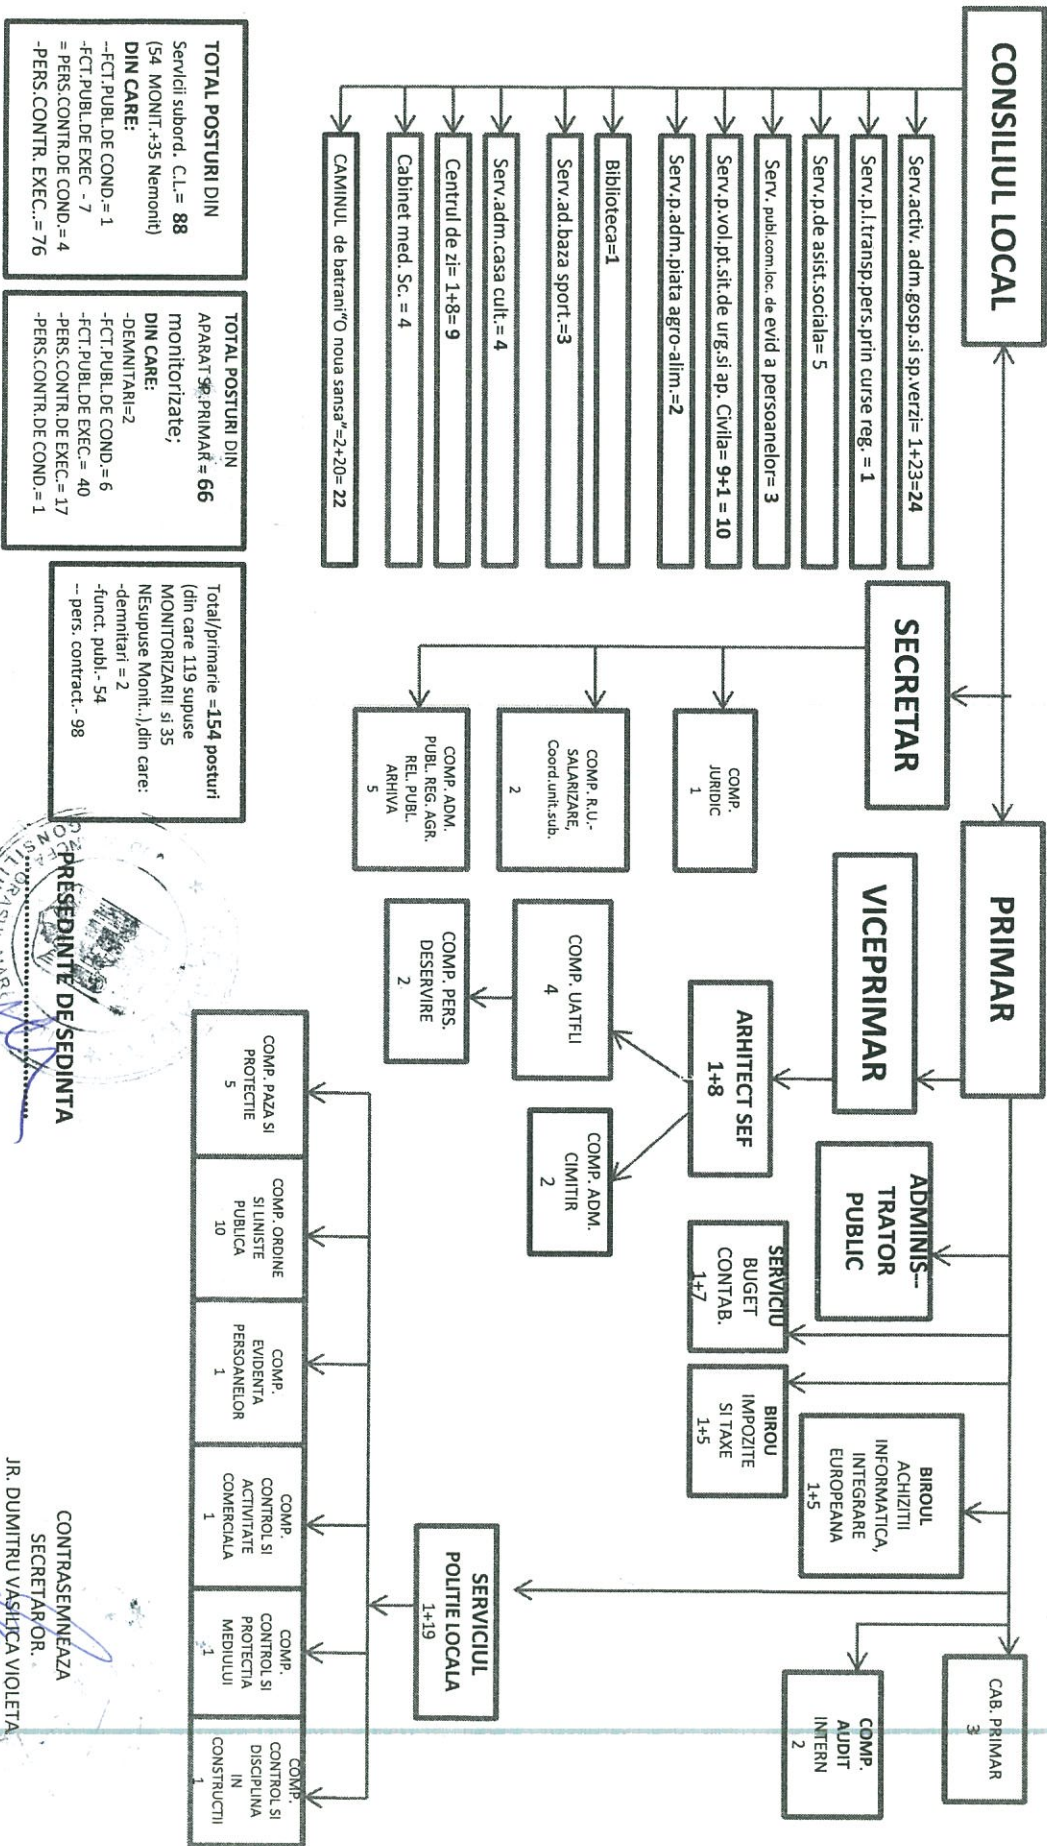 CONSILIUL LOCAL
PRIMAR
SECRETAR
VICEPRIMAR
Serv.activ. adm.gosp.si sp.verzi= 1+23=24
Serv.p.l.transp.pers.prin curse reg. = 1
Serv.p.de asist.sociala= 5
Serv. publ.com.loc. de evid a persoanelor= 3
Serv.p.vol.pt.sit.de urg.si ap. Civila= 9+1 = 10
Serv.p.adm.piata agro-alim.=2
Biblioteca=1
Serv.ad.baza sport.=3
Serv.adm.casa cult.= 4
Centrul de zi= 1+8= 9
Cabinet med. Sc. = 4
CAMINUL de batrani"O noua sansa"=2+20= 22
COMP.
JURIDIC
1
COMP. R.U.-
SALARIZARE,
Coord.unit.sub.
2
COMP. ADM.
PUBL. REG. AGR.
REL. PUBL.
ARHIVA
5
ARHITECT SEF
1+8
COMP. UATFLI
4
COMP. PERS.
DESERVIRE
2
COMP. ADM.
CIMITIR
2
ADMINIS---
TRATOR
PUBLIC
SERVICIU
BUGET
CONTAB.
1+7
BIROU
IMPOZITE
SI TAXE
1+5
BIROUL
ACHIZITII
INFORMATICA,
INTEGRARE
EUROPEANA
1+5
CAB. PRIMAR
3
COMP.
AUDIT
INTERN
2
SERVICIUL
POLITIE LOCALA
1+19
COMP. PAZA SI
PROTECTIE
5
COMP. ORDINE
SI LINISTE
PUBLICA
10
COMP.
EVIDENTA
PERSOANELOR
1
COMP.
CONTROL SI
ACTIVITATE
COMERCIALA
1
COMP.
CONTROL SI
PROTECTIA
MEDIULUI
1
COMP.
CONTROL SI
DISCIPLINA
IN
CONSTRUCTII
1
TOTAL POSTURI DIN
Servicii subord. C.L.= 88
(54 MONIT.+35 Nemonit)
DIN CARE:
--FCT.PUBL.DE COND.= 1
-FCT.PUBL.DE EXEC - 7
= PERS.CONTR.DE COND.= 4
-PERS.CONTR. EXEC..= 76
TOTAL POSTURI DIN
APARAT SP.PRIMAR = 66
monitorizate;
DIN CARE:
-DEMNITARI=2
-FCT.PUBL.DE COND.= 6
-FCT.PUBL.DE EXEC.= 40
-PERS.CONTR.DE EXEC.= 17
-PERS.CONTR.DE COND.= 1
Total/primarie =154 posturi
(din care 119 supuse
MONITORIZARII si 35
NEsupuse Monit..),din care:
-demnitari = 2
-funct. publ.- 54
-- pers. contract.- 98
PRESEDINTE DE SEDINTA
CONTRASEMNEAZA
SECRETAR OR.
JR. DUMITRU VASILICA VIOLETA